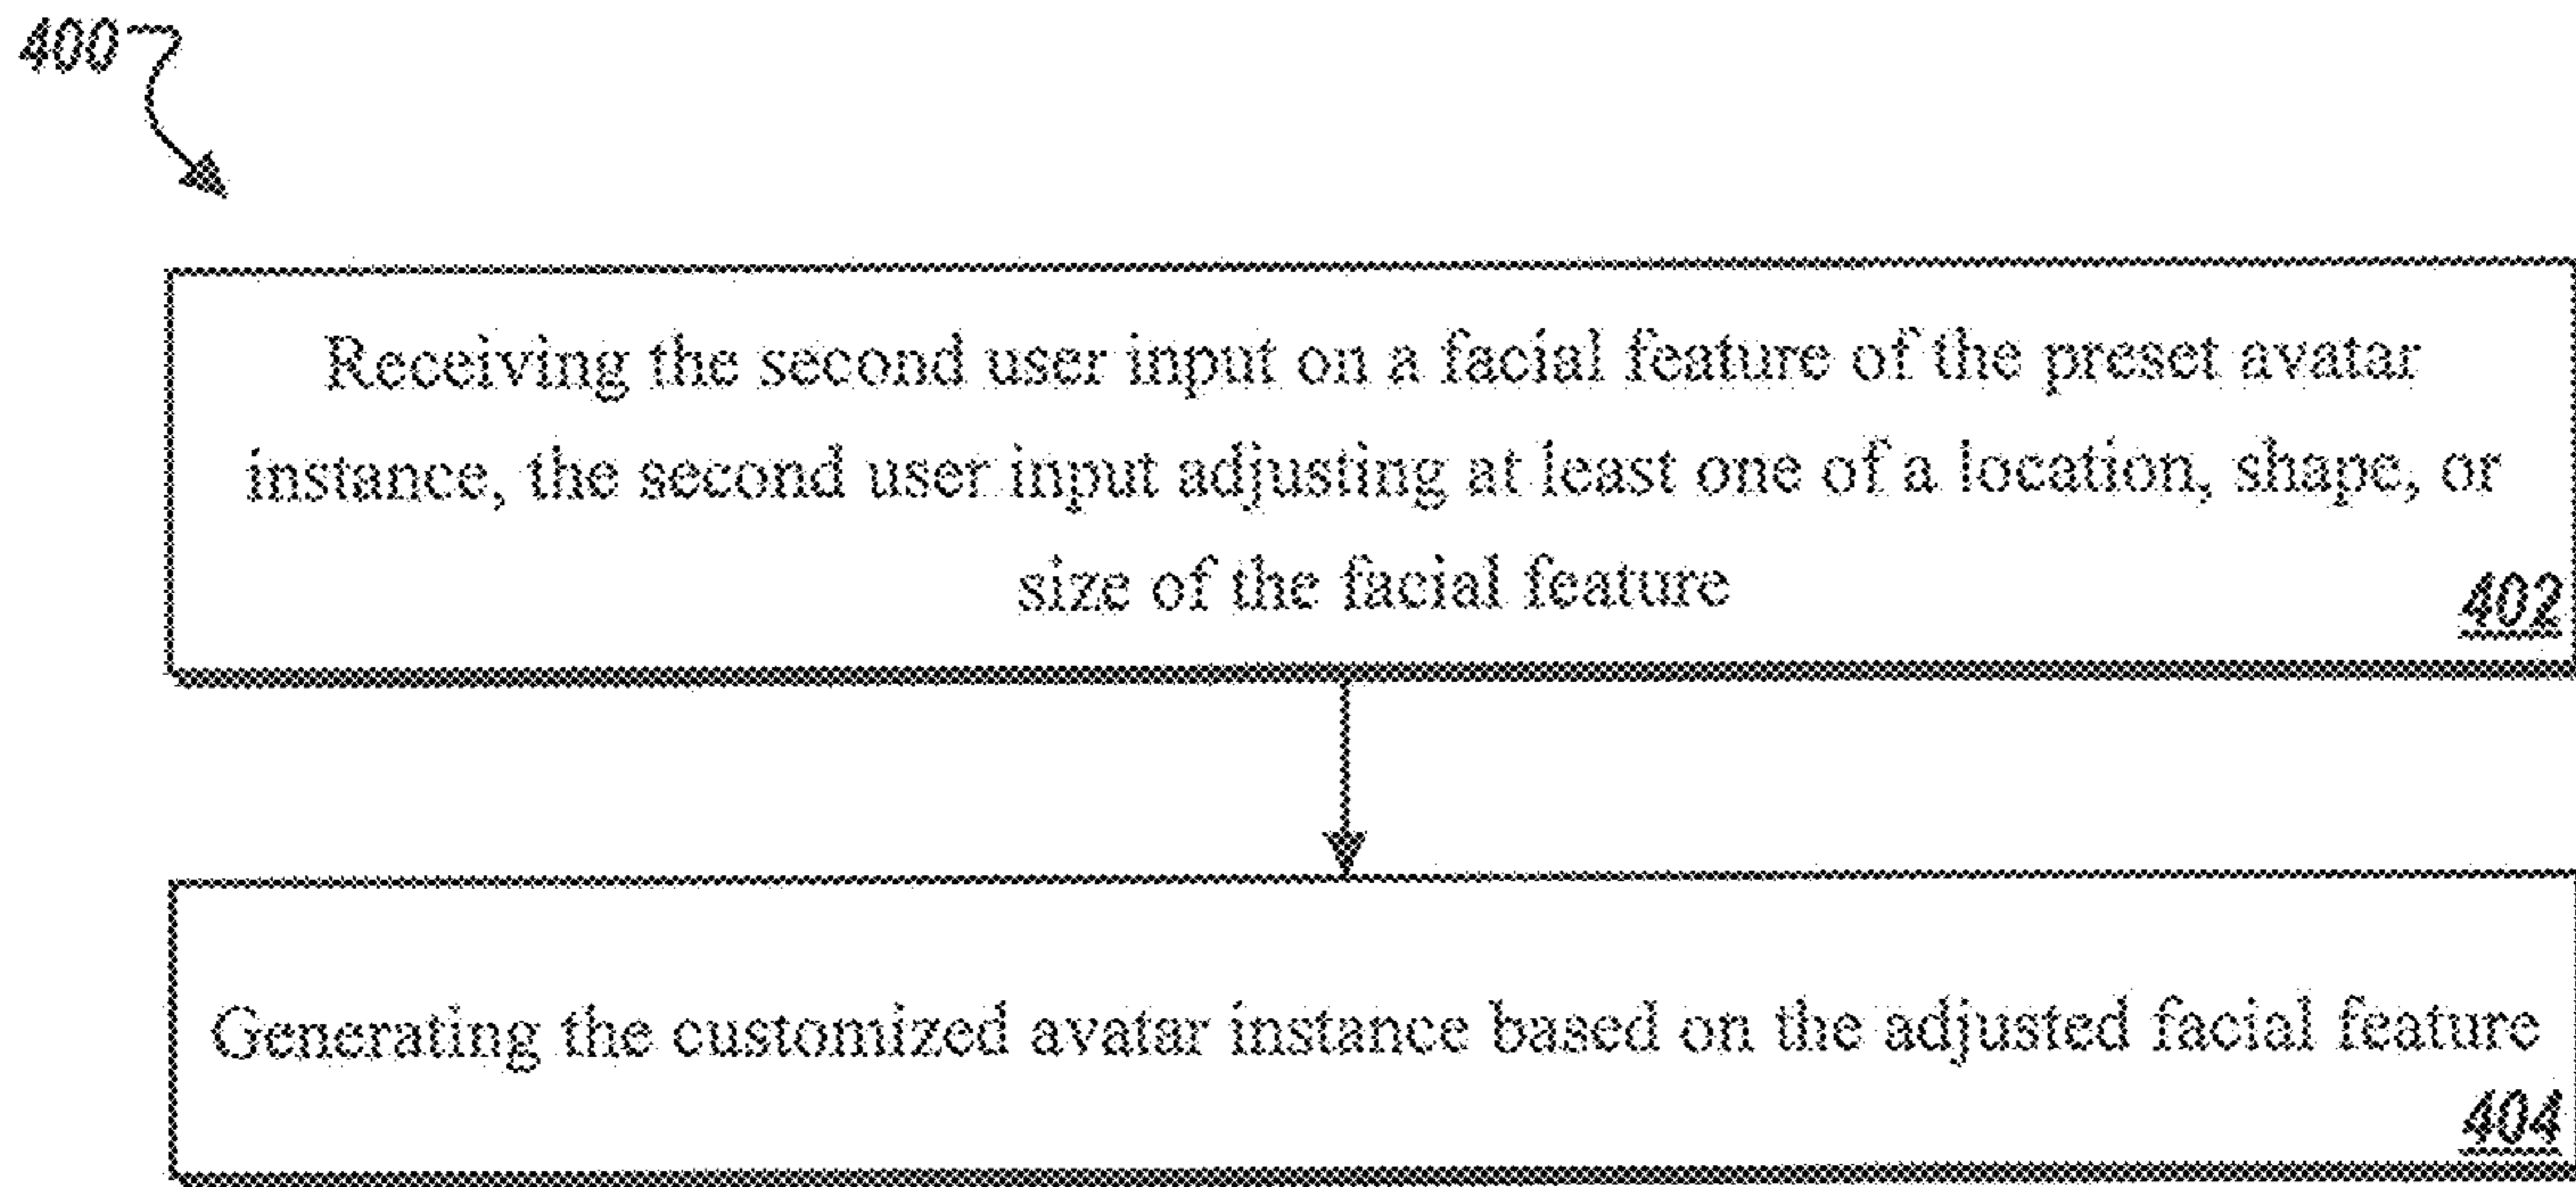 400
Receiving the second user input on a facial feature of the preset avatar
instance, the second user input adjusting at least one of a location, shape, or
size of the facial feature
402
Generating the customized avatar instance based on the adjusted facial feature
404